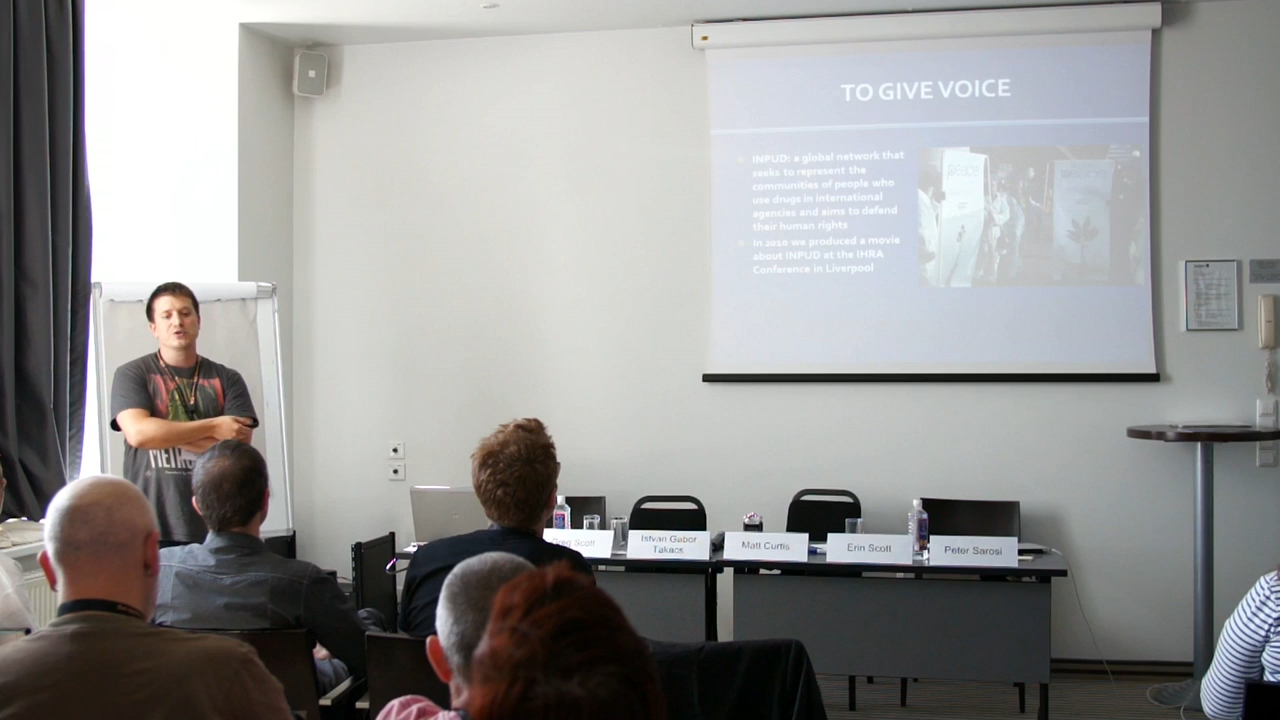 TO GIVE VOICE
INPUD: a global network that
seeks to represent the
communities of people who
use drugs in international
agencies and aims to defend
their human rights
In 2010 we produced a movie
about INPUD at the IHRA
Conference in Liverpool
Greg Scott
Istvan Gabor
Takacs
Matt Curtis
Erin Scott
Peter Sarosi